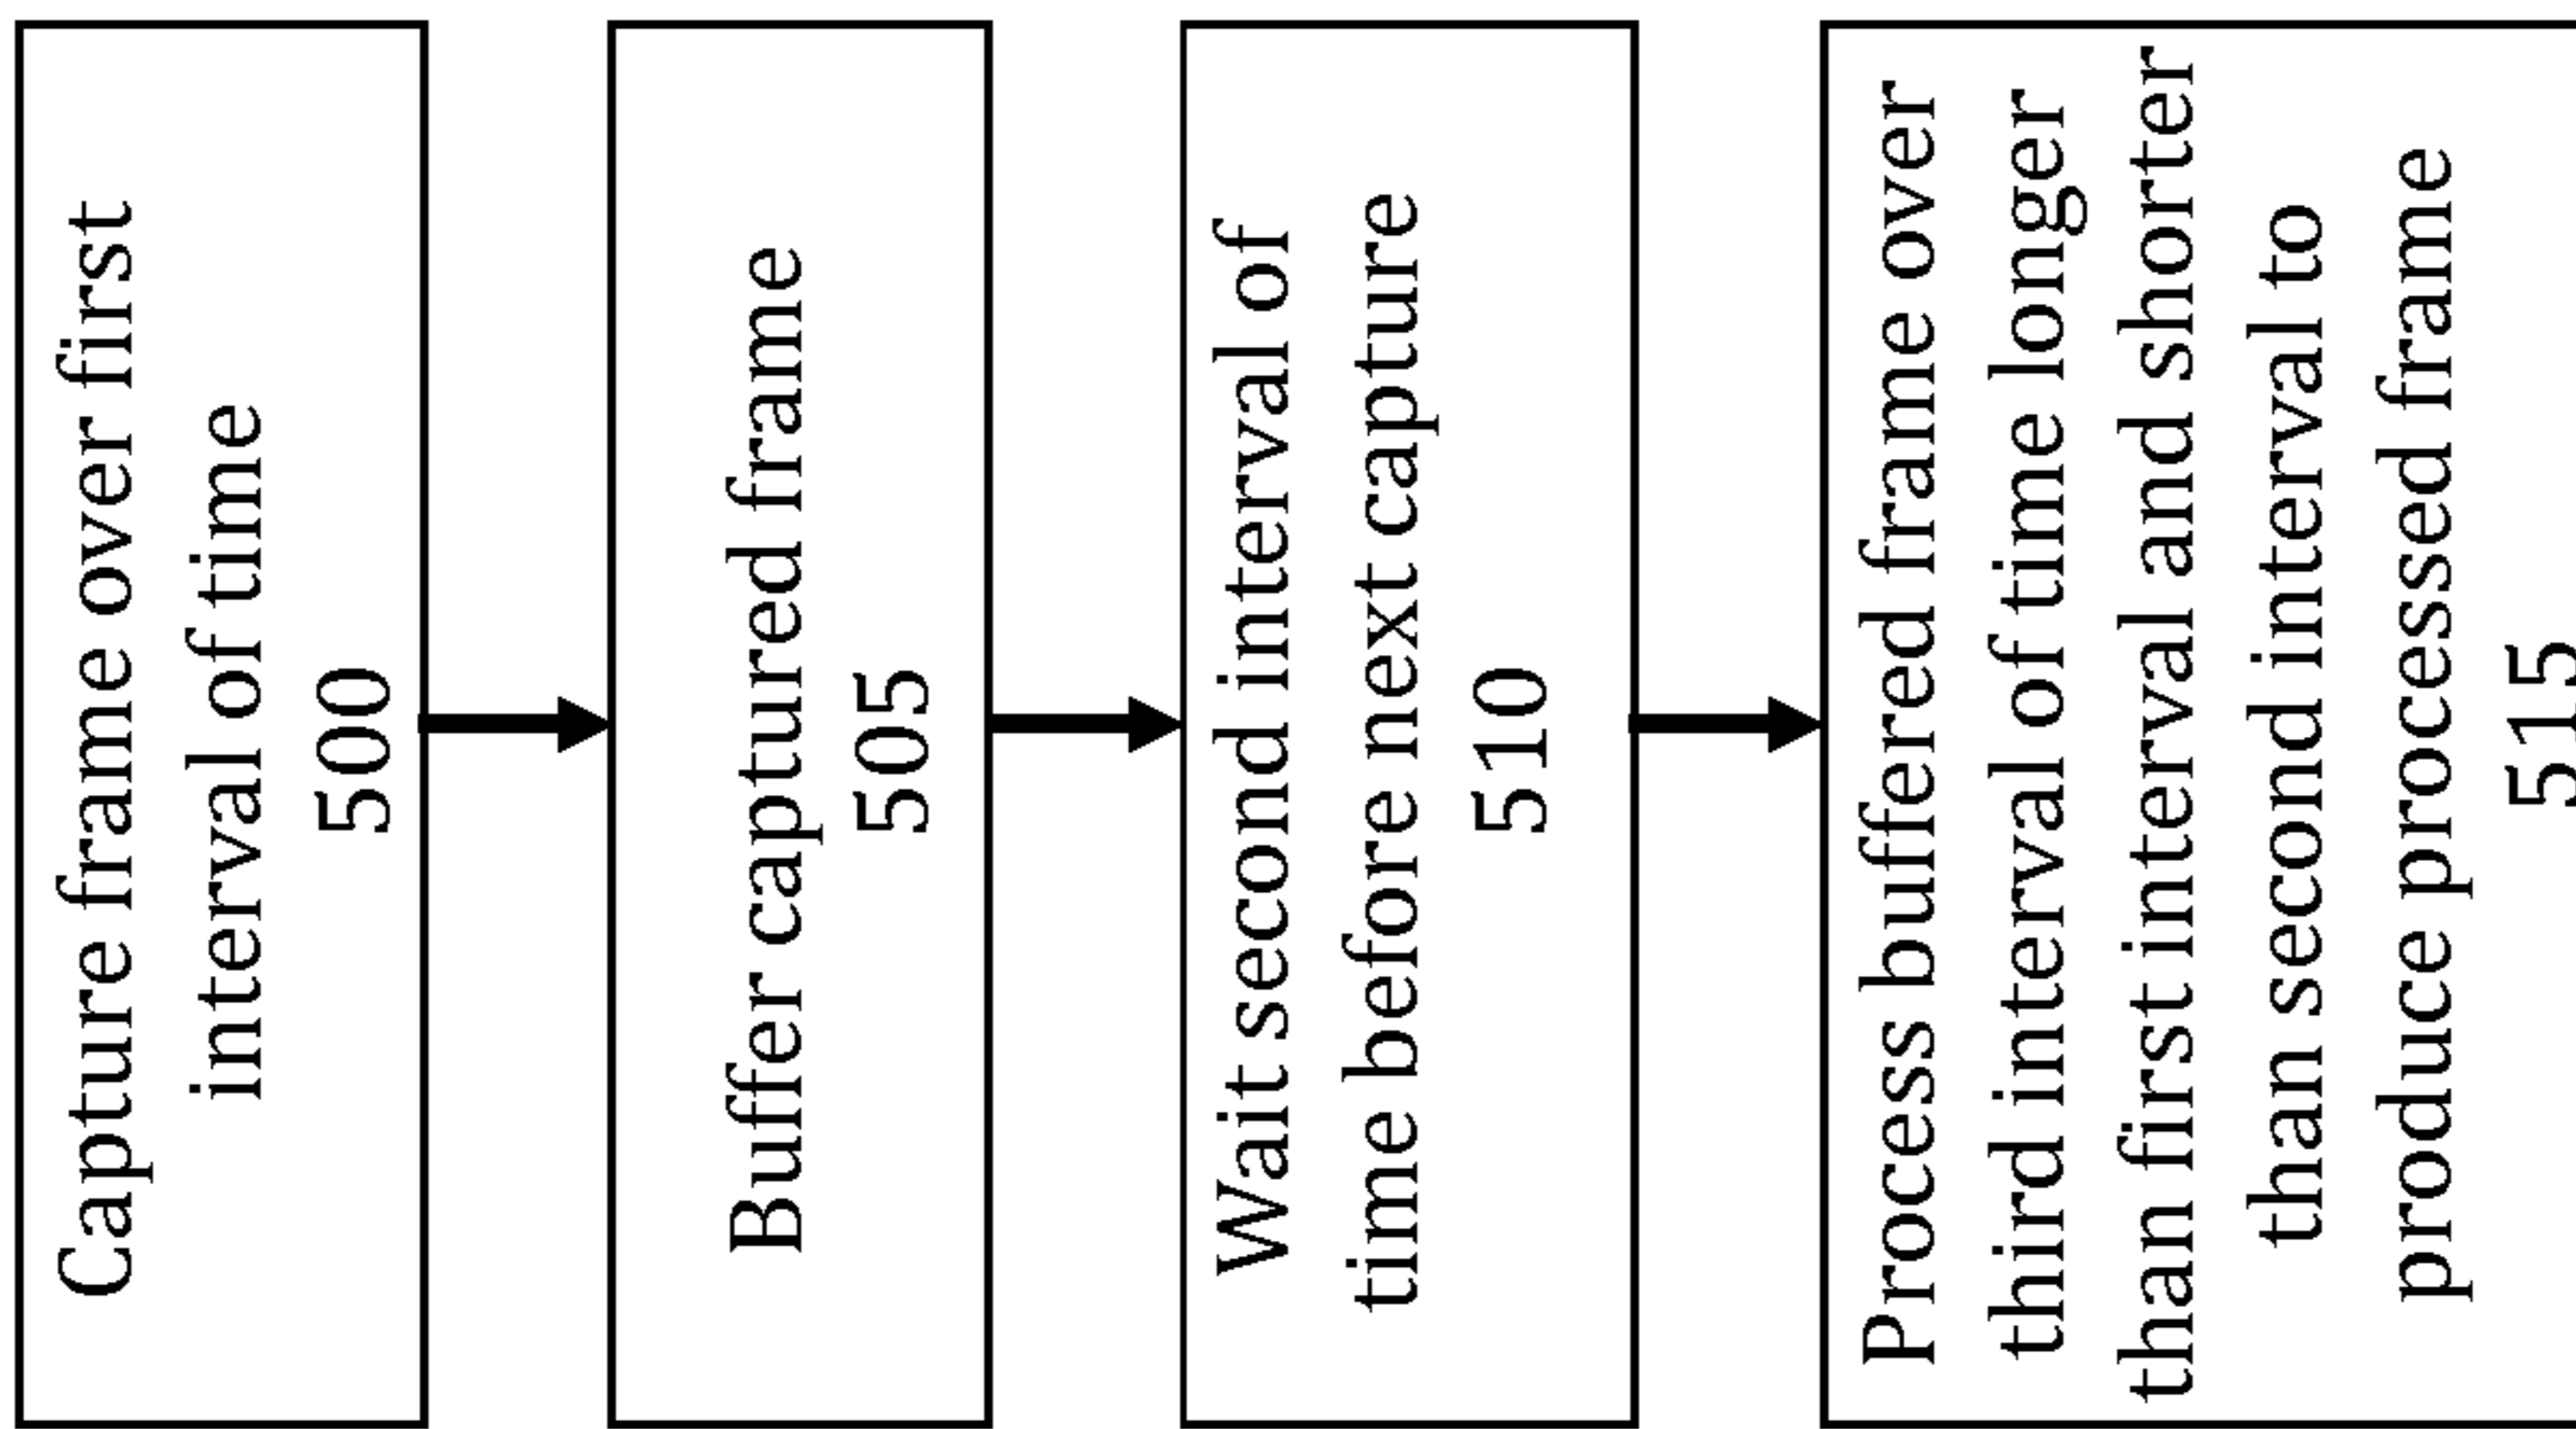 Capture frame over first
interval of time
500
Buffer captured frame
505
Wait second interval of
time before next capture
510
Process buffered frame over
third interval of time longer
than first interval and shorter
than second interval to
produce processed frame
515